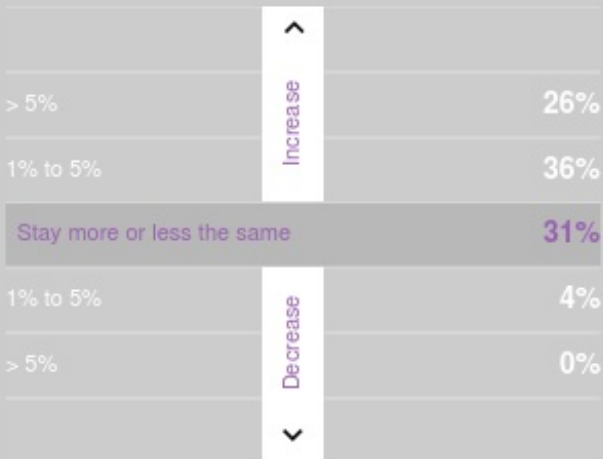 > 5%
26%
Increase
1% to 5%
36%
Stay more or less the same
31%
1% to 5%
4%
Decrease
> 5%
0%